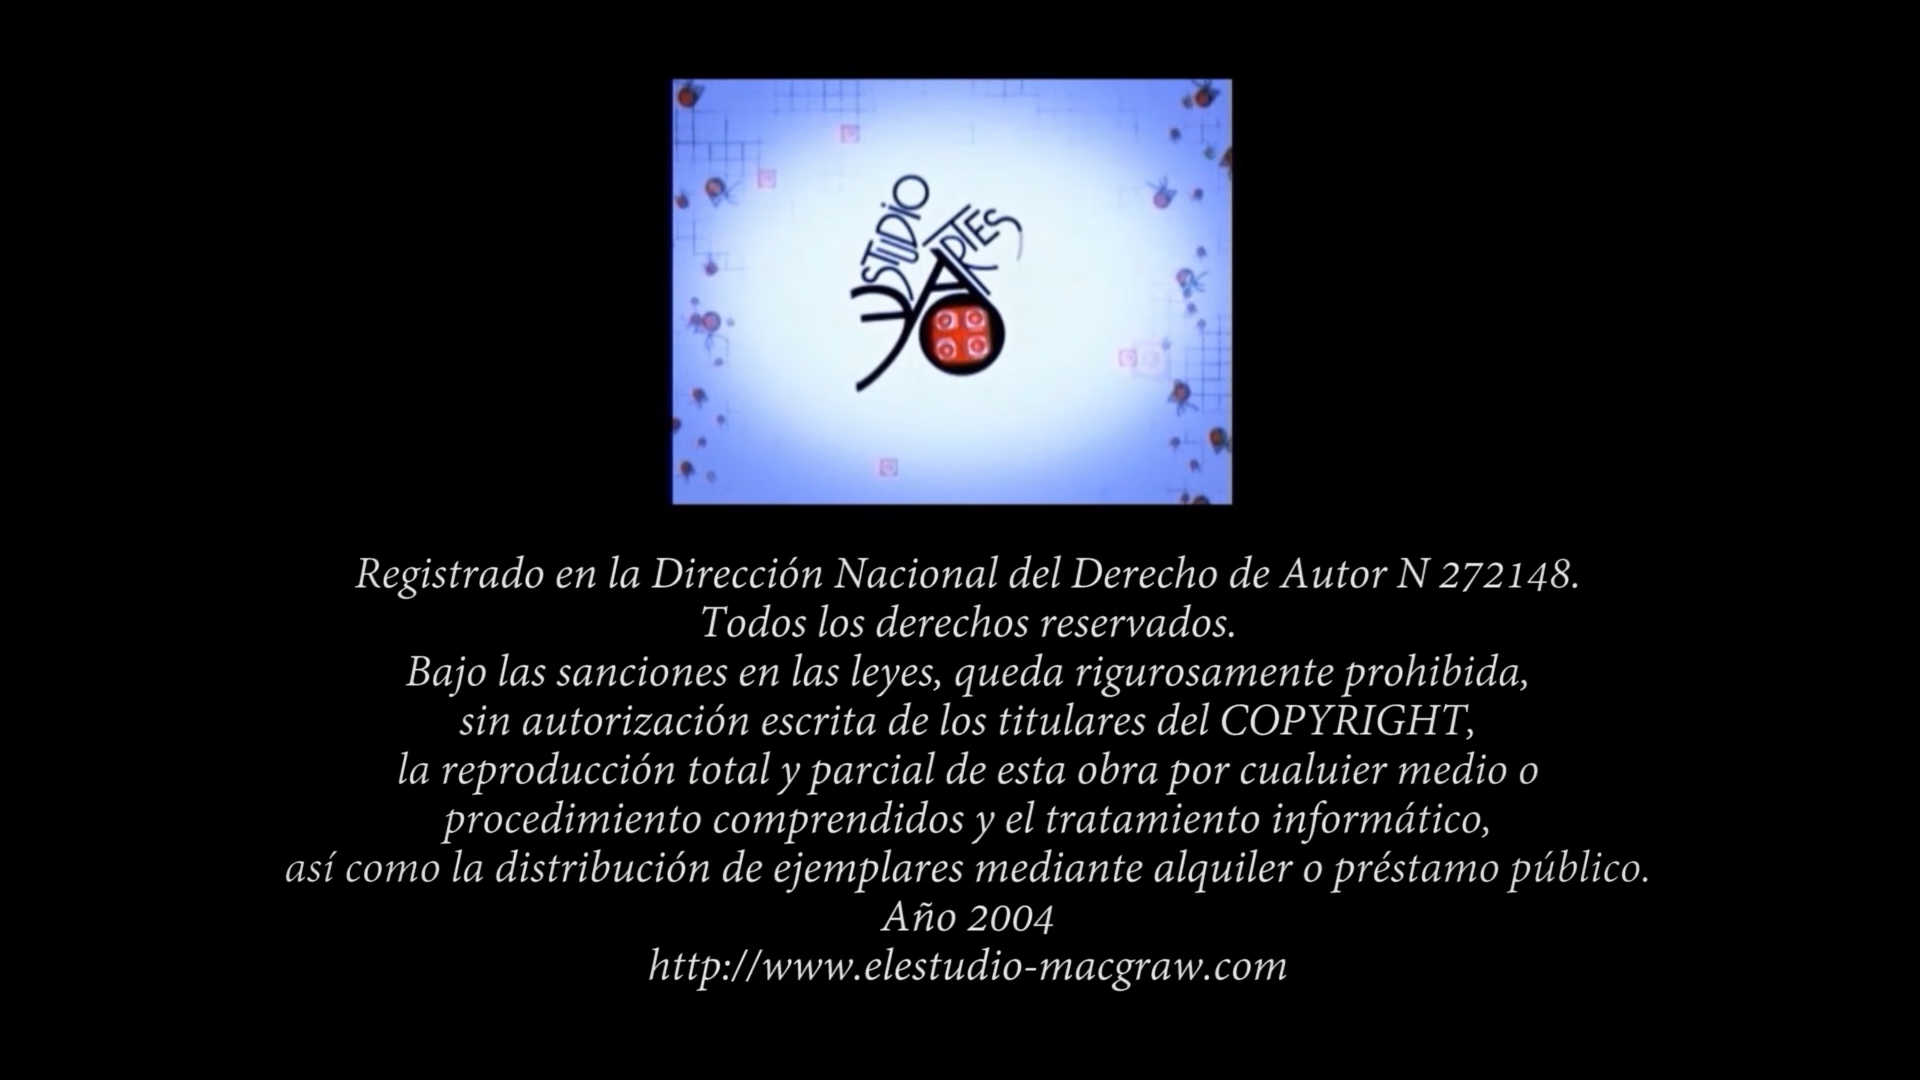 ESTUDIO
ARTES
Registrado en la Dirección Nacional del Derecho de Autor N 272148.
Todos los derechos reservados.
Bajo las sanciones en las leyes, queda rigurosamente prohibida,
sin autorización escrita de los titulares del COPYRIGHT,
la reproducción total y parcial de esta obra por cualuier medio o
procedimiento comprendidos y el tratamiento informático,
así como la distribución de ejemplares mediante alquiler o préstamo público.
Año 2004
http://www.elestudio-macgraw.com